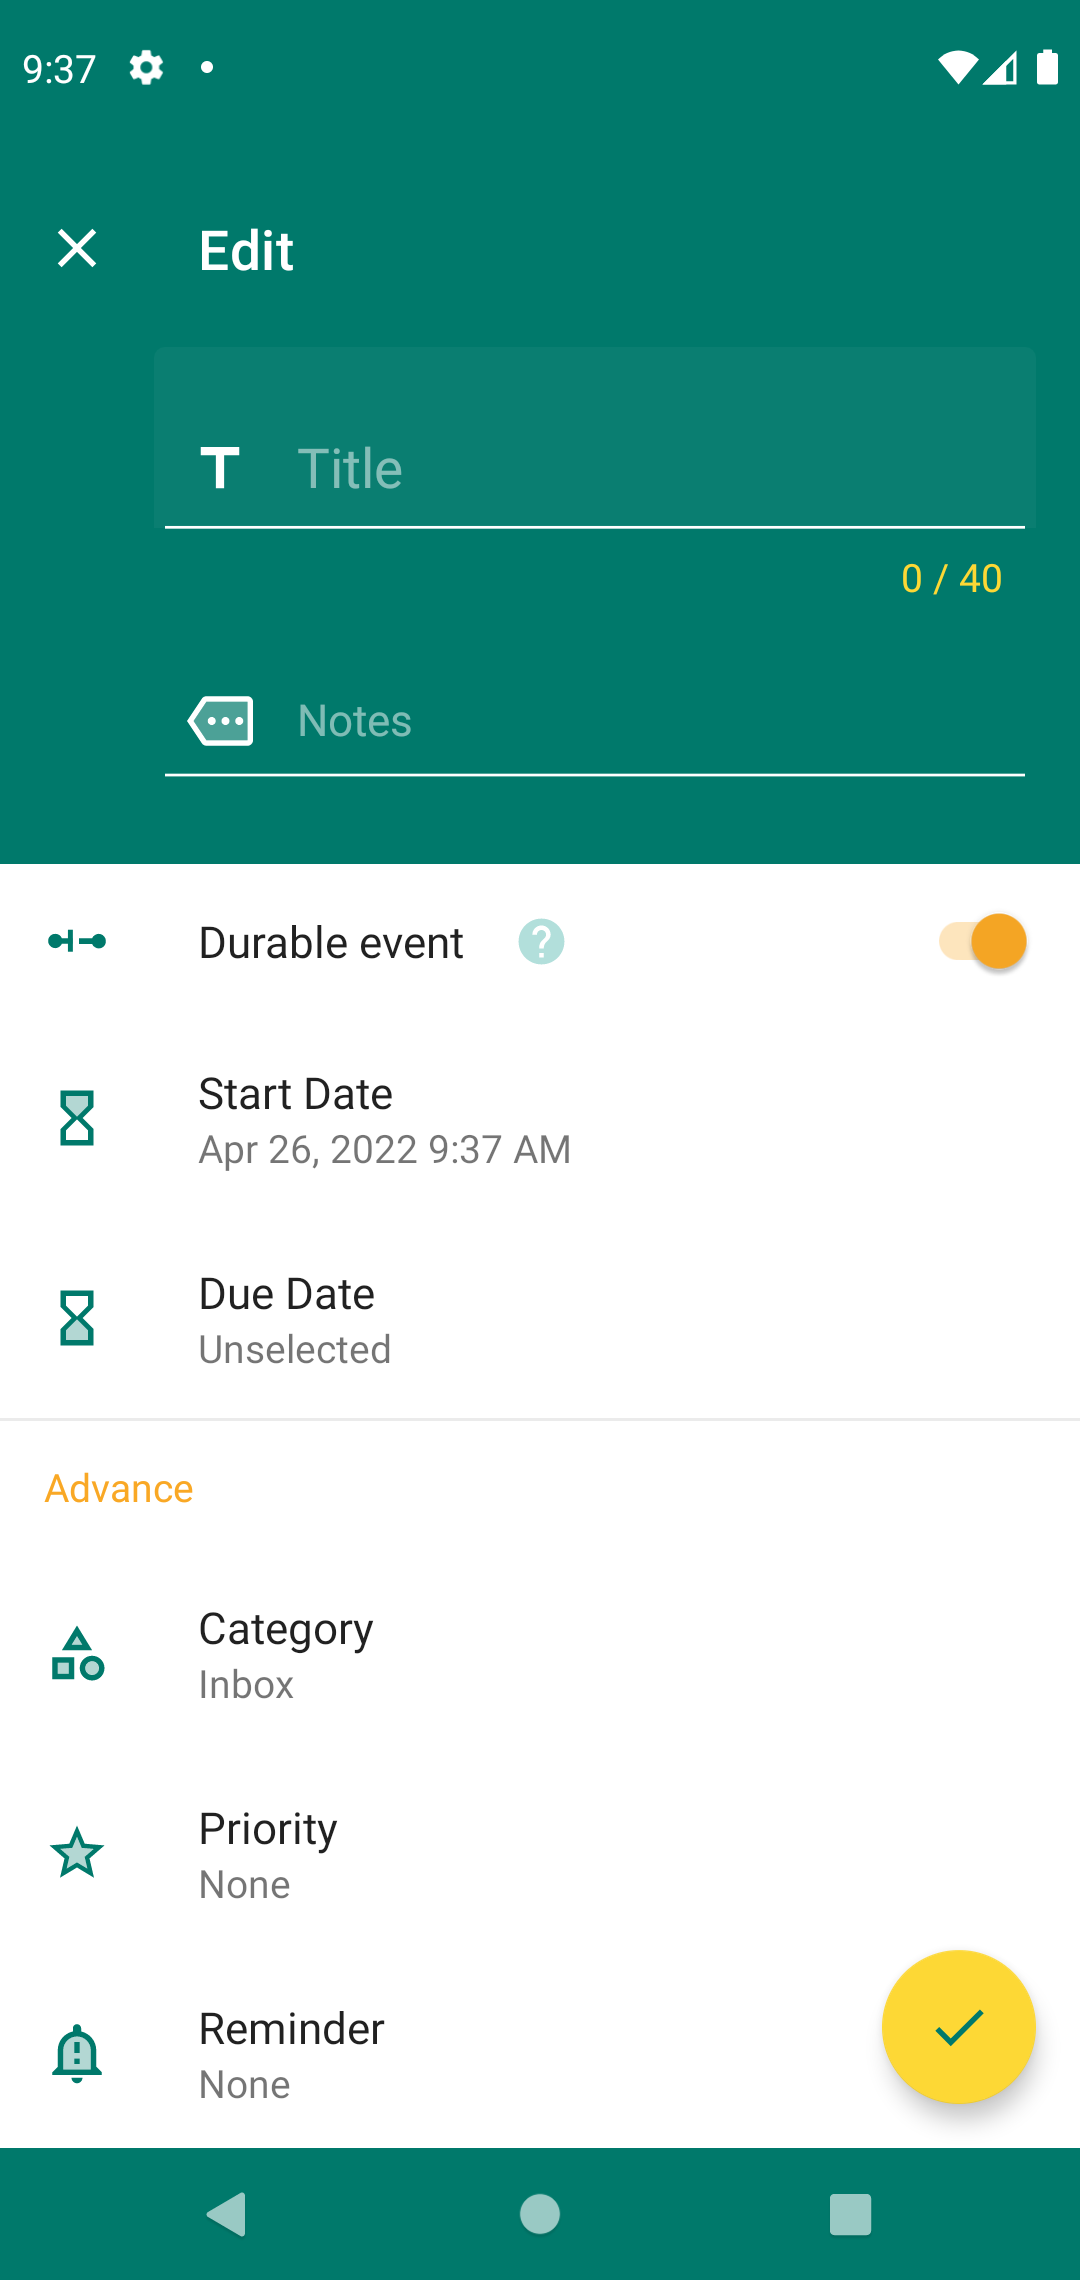 9:37
Edit
Title
0 / 40
Notes
Durable event
Start Date
Apr 26, 2022 9:37 AM
Due Date
Unselected
Advance
Category
Inbox
Priority
None
Reminder
None